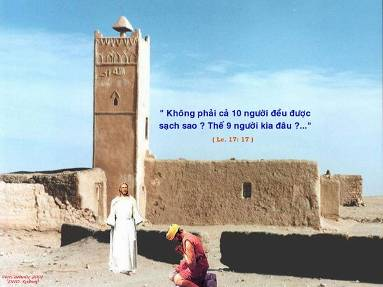 " Không phải cả 10 người đều được
sạch sao ? Thế 9 người kia đâu ?..."
( Lc. 17: 17 )